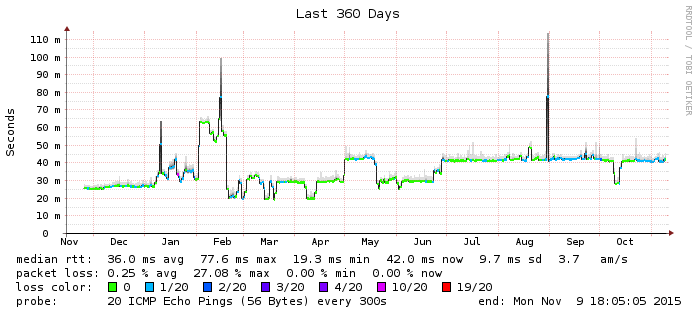 Last 360 Days
RRDTOOL / TOBI OETIKER
Seconds
110 m
100 m
90 m
80 m
70 m
60 m
50 m
40 m
30 m
20 m
10 m
0
Nov Dec Jan Feb Mar Apr May Jun Jul Aug Sep Oct
median rtt: 36.0 ms avg 77.6 ms max 19.3 ms min 42.0 ms now 9.7 ms sd 3.7 am/s
packet loss: 0.25 % avg 27.08 % max 0.00 % min 0.00 % now
loss color: 0 1/20 2/20 3/20 4/20 10/20 19/20
probe: 20 ICMP Echo Pings (56 Bytes) every 300s end: Mon Nov 9 18:05:05 2015